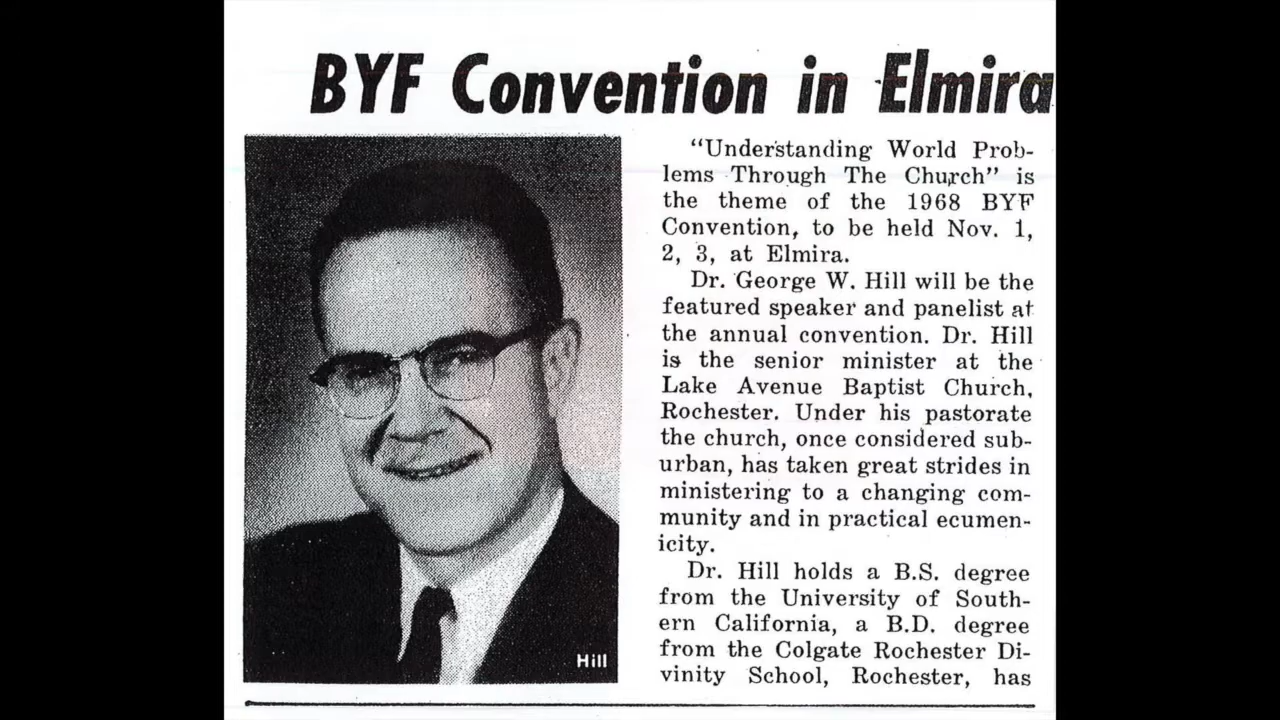 BYF Convention in Elmira
"Understanding World Prob-
lems Through The Church" is
the theme of the 1968 BYF
Convention, to be held Nov. 1,
2, 3, at Elmira.
Dr. George W. Hill will be the
featured speaker and panelist at
the annual convention. Dr. Hill
is the senior minister at the
Lake Avenue Baptist Church,
Rochester. Under his pastorate
the church, once considered sub-
urban, has taken great strides in
ministering to a changing com-
munity and in practical ecumen-
icity.
Dr. Hill holds a B.S. degree
from the University of South-
ern California, a B.D. degree
from the Colgate Rochester Di-
vinity School, Rochester, has
Hill